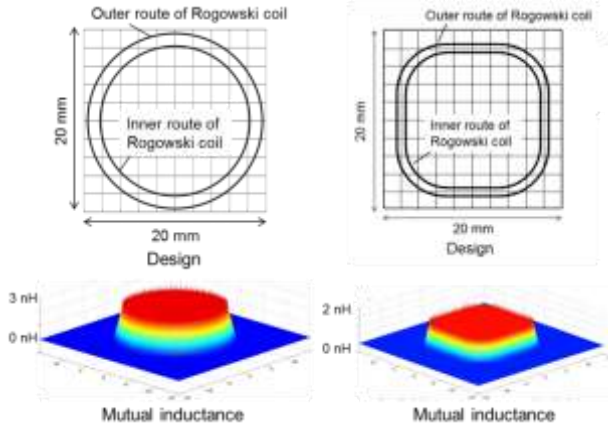 Outer route of Rogowski coil
20 mm
Inner route of
Rogowski coil
20 mm
Design
3 nH
0 nH
Mutual inductance
Outer route of Rogowski coil
20 mm
Inner route of
Rogowski coil
20 mm
Design
2 nH
0 nH
Mutual inductance